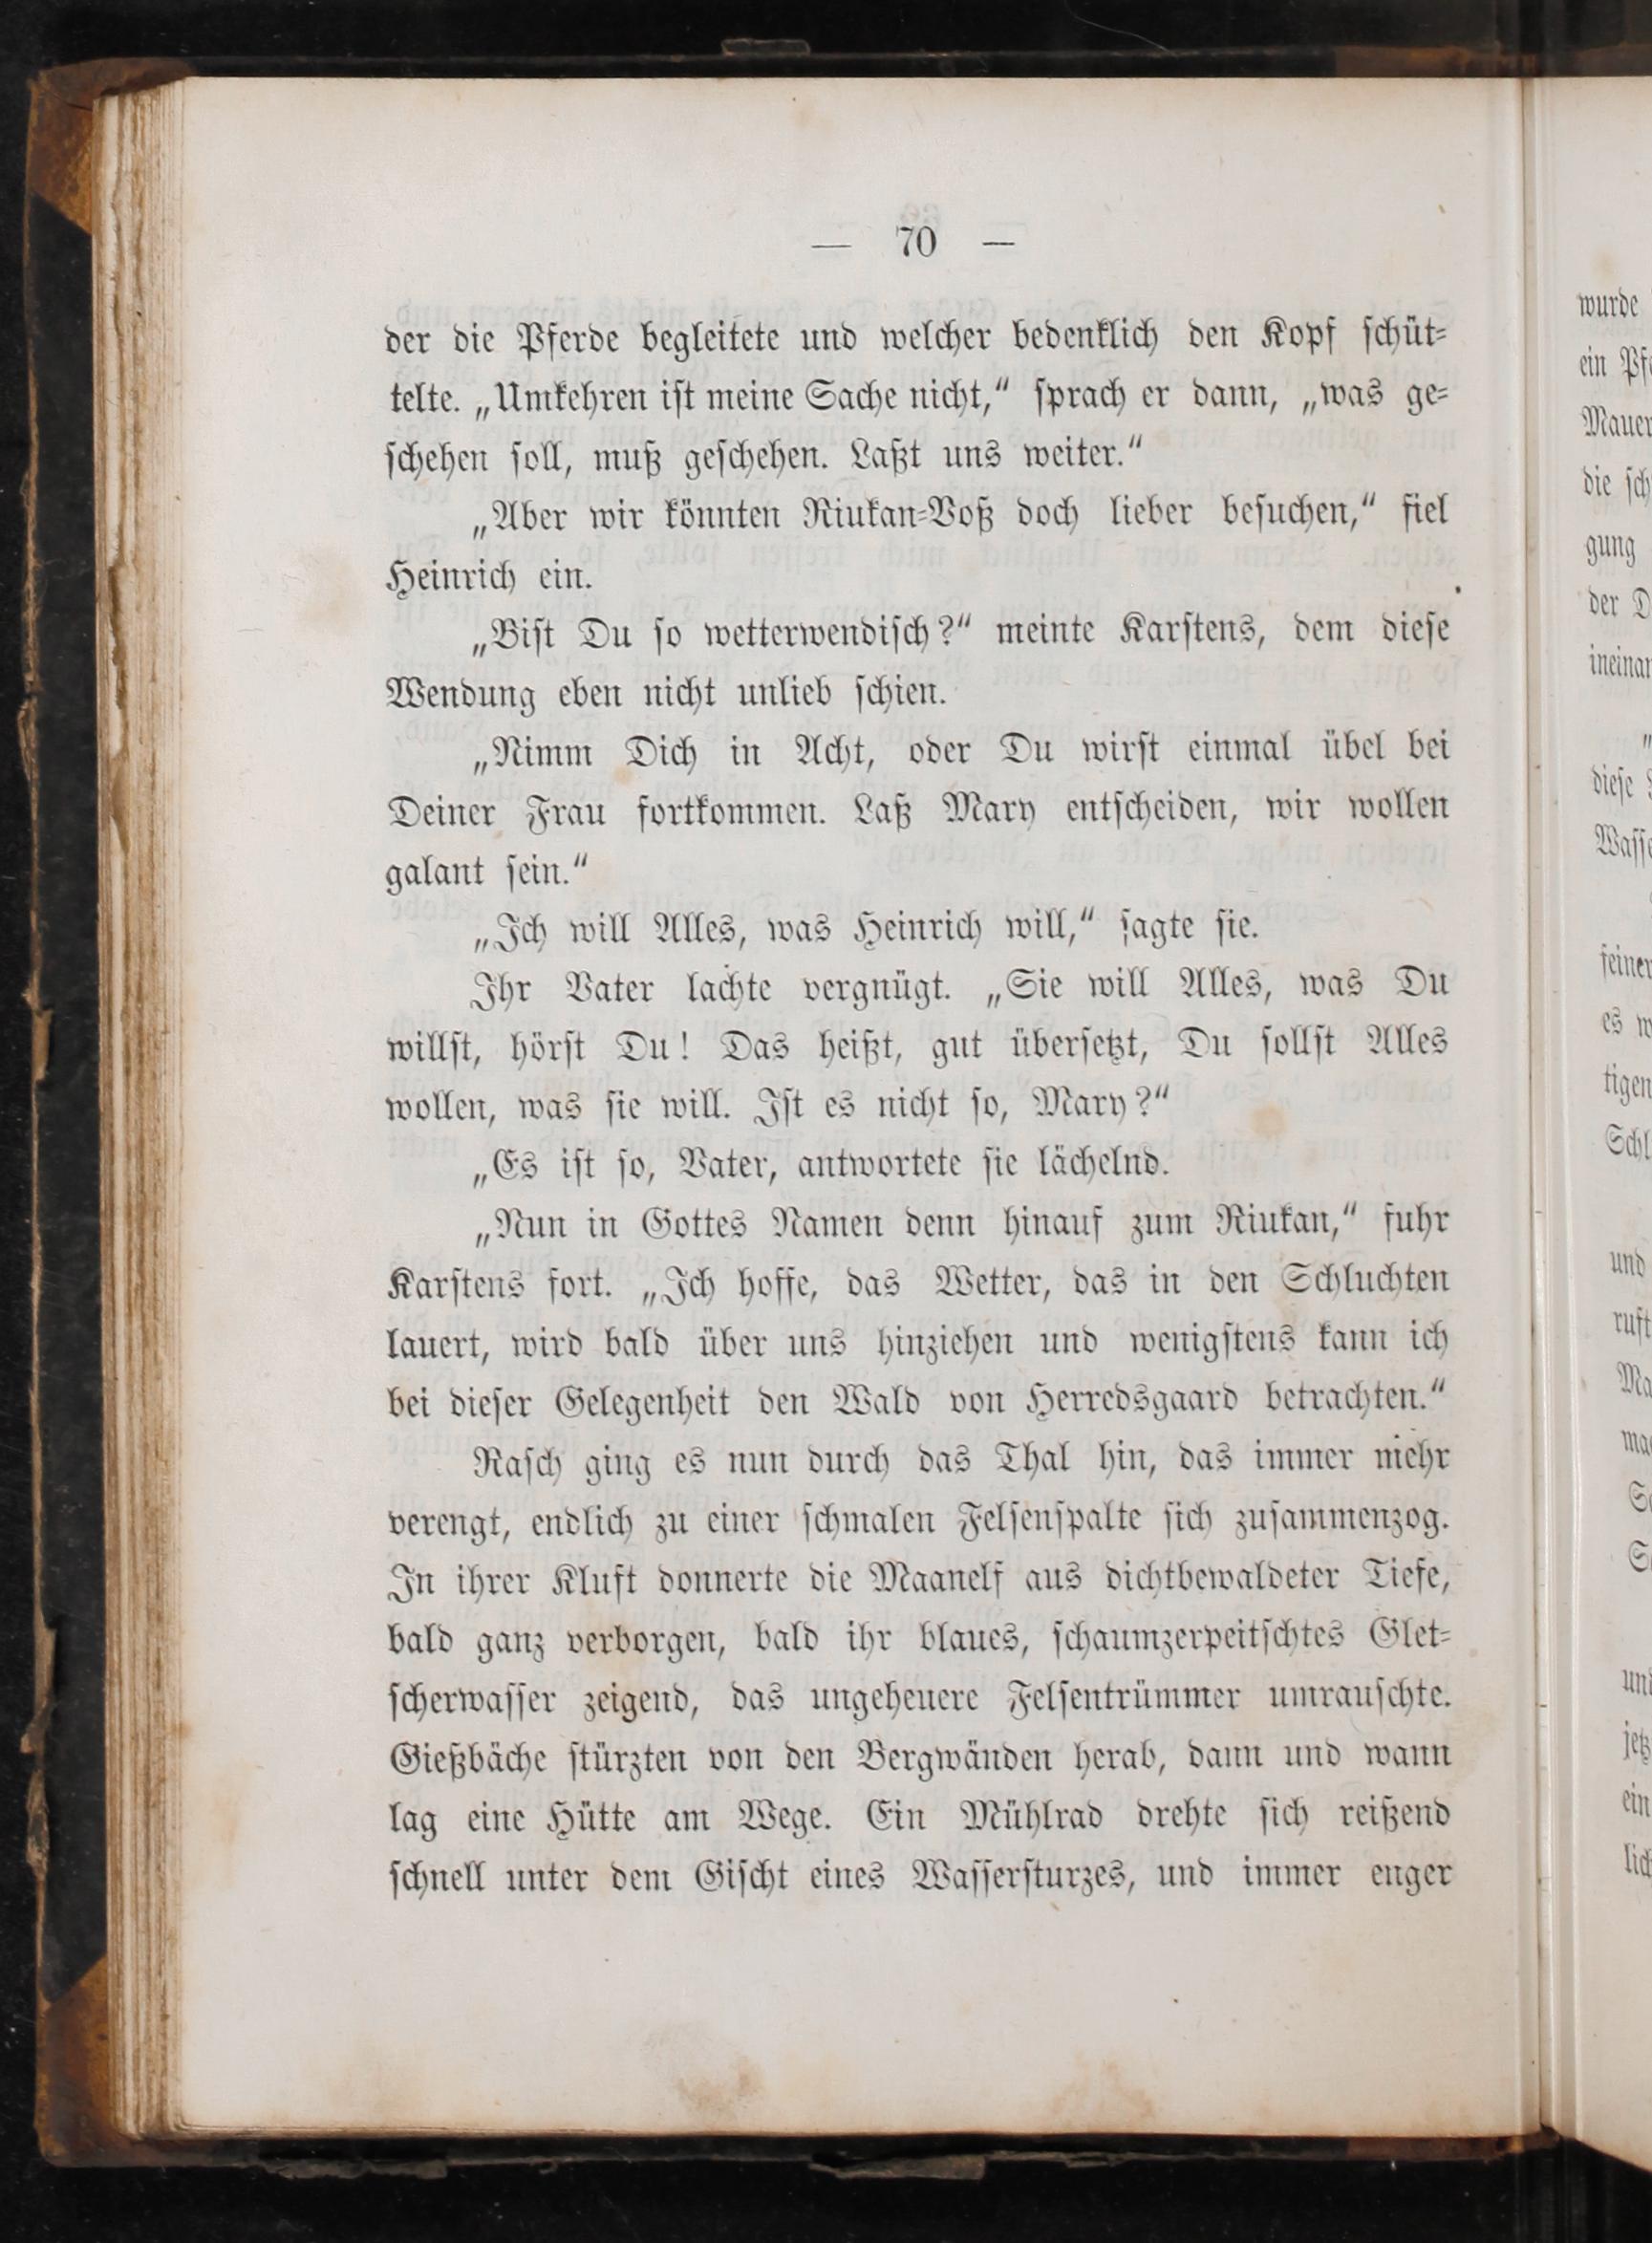 — 70 —
der die Pferde begleitete und welcher bedenklich den Kopf ſchüt⸗
telte. „Umkehren iſt meine Sache nicht,“ ſprach er dann, „was ge⸗
ſchehen ſoll, muß geſchehen. Laßt uns weiter.“
„Aber wir könnten Riukan⸗Voß doch lieber beſuchen,“ fiel
Heinrich ein.
„Biſt Du ſo wetterwendiſch?“ meinte Karſtens, dem dieſe
Wendung eben nicht unlieb ſchien.
„Nimm Dich in Acht, oder Du wirſt einmal übel bei
Deiner Frau fortkommen. Laß Mary entſcheiden, wir wollen
galant ſein.“
„Ich will Alles, was Heinrich will,“ ſagte ſie.
Ihr Vater lachte vergnügt. „Sie will Alles, was Du
willſt, hörſt Du! Das heißt, gut überſetzt, Du ſollſt Alles
wollen, was ſie will. Iſt es nicht ſo, Mary?“
„Es iſt ſo, Vater, antwortete ſie lächelnd.
„Nun in Gottes Namen denn hinauf zum Riukan,“ fuhr
Karſtens fort. „Ich hoffe, das Wetter, das in den Schluchten
lauert, wird bald über uns hinziehen und wenigſtens kann ich
bei dieſer Gelegenheit den Wald von Herredsgaard betrachten.“
Raſch ging es nun durch das Thal hin, das immer mehr
verengt, endlich zu einer ſchmalen Felſenſpalte ſich zuſammenzog.
In ihrer Kluft donnerte die Maanelf aus dichtbewaldeter Tiefe,
bald ganz verborgen, bald ihr blaues, ſchaumzerpeitſchtes Glet⸗
ſcherwaſſer zeigend, das ungeheuere Felſentrümmer umrauſchte.
Gießbäche ſtürzten von den Bergwänden herab, dann und wann
lag eine Hütte am Wege. Ein Mühlrad drehte ſich reißend
ſchnell unter dem Giſcht eines Waſſerſturzes, und immer enger
wurde
ein
Mauer
die
gung
der
dieſe
es
tigen
und
ein